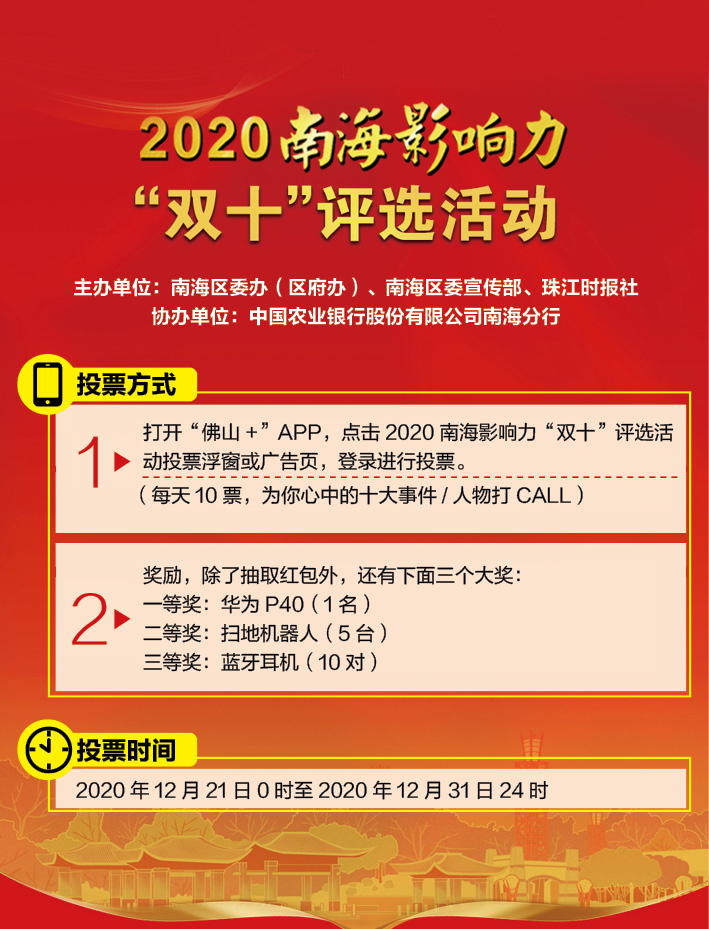 2020南海影响力
“双十”评选活动
主办单位：南海区委办（区府办）、南海区委宣传部、珠江时报社
协办单位：中国农业银行股份有限公司南海分行
投票方式
1
打开“佛山+”APP，点击2020南海影响力“双十”评选活
动投票浮窗或广告页，登录进行投票。
（每天10票，为你心中的十大事件/人物打CALL）
2
奖励，除了抽取红包外，还有下面三个大奖：
一等奖：华为P40（1名）
二等奖：扫地机器人（5台）
三等奖：蓝牙耳机（10对）
投票时间
2020年12月21日0时至2020年12月31日24时